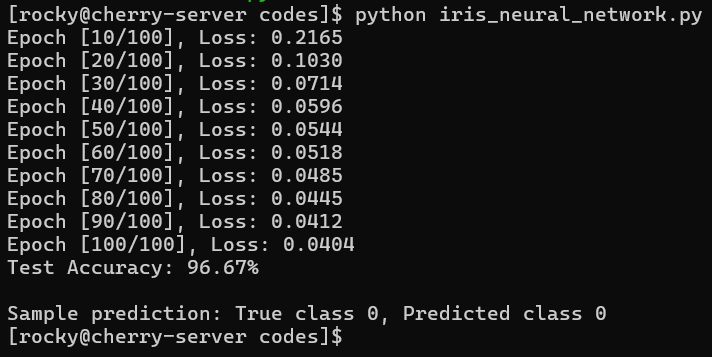 [rocky@cherry-server codes]$ python iris_neural_network.py
Epoch [10/100], Loss: 0.2165
Epoch [20/100], Loss: 0.1030
Epoch [30/100], Loss: 0.0714
Epoch [40/100], Loss: 0.0596
Epoch [50/100], Loss: 0.0544
Epoch [60/100], Loss: 0.0518
Epoch [70/100], Loss: 0.0485
Epoch [80/100], Loss: 0.0445
Epoch [90/100], Loss: 0.0412
Epoch [100/100], Loss: 0.0404
Test Accuracy: 96.67%
Sample prediction: True class 0, Predicted class 0
[rocky@cherry-server codes]$